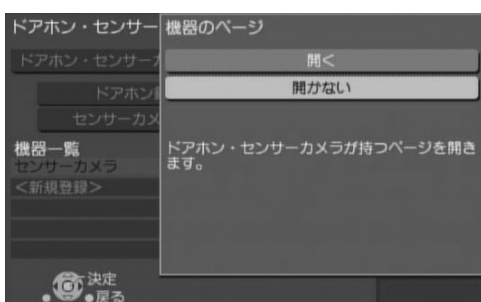 ドアホン・センサー
機器のページ
ドアホン・センサーカ
開く
開かない
ドアホン
センサーカメ
ドアホン・センサーカメラが持つページを開き
ます。
機器一覧
センサーカメラ
＜新規登録＞
決定
戻る